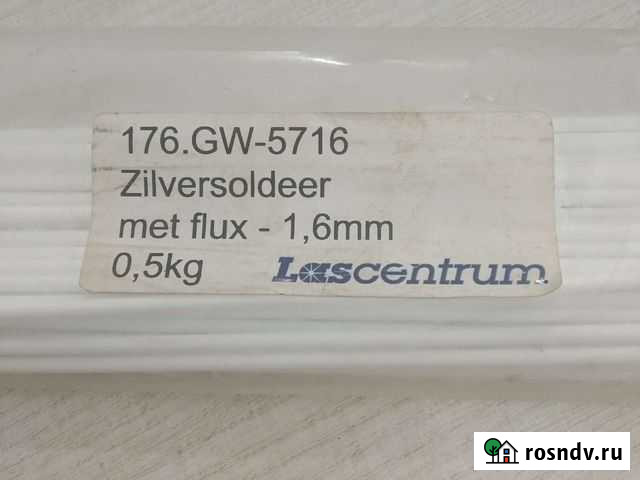 176.GW-5716
Zilversoldeer
met flux - 1,6mm
0,5kg Lascentrum
rosndv.ru